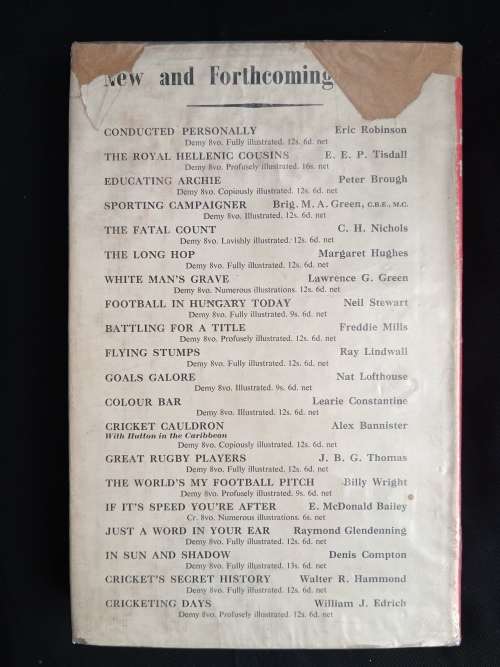 New and Forthcoming
CONDUCTED PERSONALLY Eric Robinson
Demy 8vo. Fully illustrated. 12s. 6d. net
THE ROYAL HELLENIC COUSINS E. E. P. Tisdall
Demy 8vo. Profusely illustrated. 16s. net
EDUCATING ARCHIE Peter Brough
Demy 8vo. Copiously illustrated. 12s. 6d. net
SPORTING CAMPAIGNER Brig. M. A. Green, C.B.E., M.C.
Demy 8vo. Illustrated. 12s. 6d. net
THE FATAL COUNT C. H. Nichols
Demy 8vo. Lavishly illustrated. 12s. 6d. net
THE LONG HOP Margaret Hughes
Demy 8vo. Fully illustrated. 12s. 6d. net
WHITE MAN'S GRAVE Lawrence G. Green
Demy 8vo. Numerous illustrations. 12s. 6d. net
FOOTBALL IN HUNGARY TODAY Neil Stewart
Demy 8vo. Fully illustrated. 9s. 6d. net
BATTLING FOR A TITLE Freddie Mills
Demy 8vo. Profusely illustrated. 12s. 6d. net
FLYING STUMPS Ray Lindwall
Demy 8vo. Fully illustrated. 12s. 6d. net
GOALS GALORE Nat Lofthouse
Demy 8vo. Illustrated. 9s. 6d. net
COLOUR BAR Learie Constantine
Demy 8vo. Illustrated. 12s. 6d. net
CRICKET CAULDRON Alex Bannister
With Hutton in the Caribbean
Demy 8vo. Copiously illustrated. 12s. 6d. net
GREAT RUGBY PLAYERS J. B. G. Thomas
Demy 8vo. Fully illustrated. 12s. 6d. net
THE WORLD'S MY FOOTBALL PITCH Billy Wright
Demy 8vo. Profusely illustrated. 9s. 6d. net
IF IT'S SPEED YOU'RE AFTER E. McDonald Bailey
Cr. 8vo. Numerous illustrations. 6s. net
JUST A WORD IN YOUR EAR Raymond Glendenning
Demy 8vo. Fully illustrated. 12s. 6d. net
IN SUN AND SHADOW Denis Compton
Demy 8vo. Fully illustrated. 13s. 6d. net
CRICKET'S SECRET HISTORY Walter R. Hammond
Demy 8vo. Fully illustrated. 12s. 6d. net
CRICKETING DAYS William J. Edrich
Demy 8vo. Profusely illustrated. 12s. 6d. net